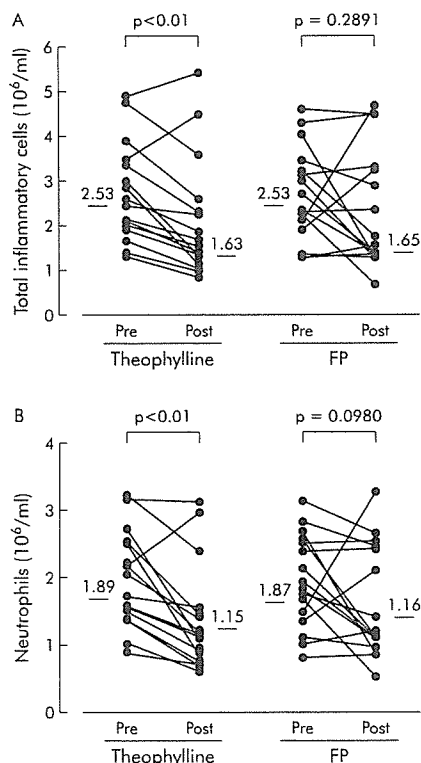 A
p<0.01
p = 0.2891
Total inflammatory cells (10⁶/ml)
6
5
4
3
2
1
0
2.53
1.63
2.53
1.65
Pre
Post
Pre
Post
Theophylline
FP
B
p<0.01
p = 0.0980
Neutrophils (10⁶/ml)
4
3
2
1
0
1.89
1.15
1.87
1.16
Pre
Post
Pre
Post
Theophylline
FP